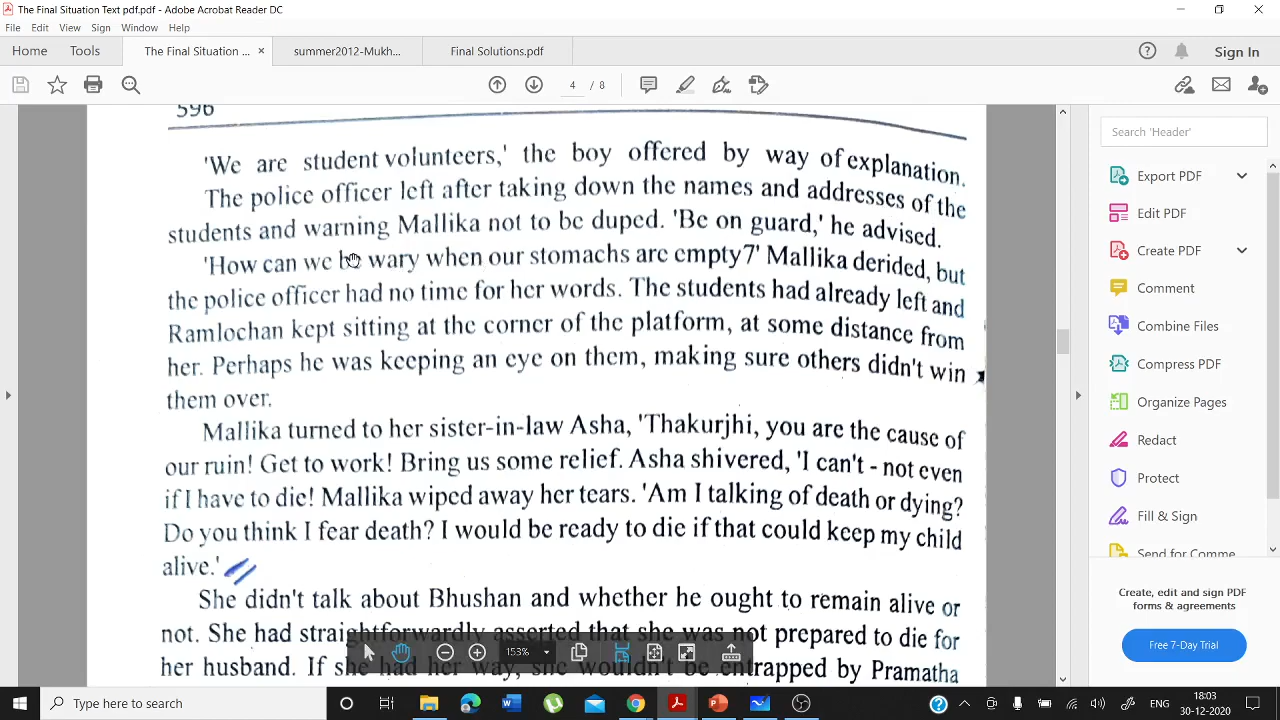 The Final Situation Text pdf.pdf - Adobe Acrobat Reader DC
File Edit View Sign Window Help
Home Tools The Final Situation ... × summer2012-Mukh... Final Solutions.pdf Sign In
4 / 8
596
Search 'Header'
'We are student volunteers,' the boy offered by way of explanation.
The police officer left after taking down the names and addresses of the
students and warning Mallika not to be duped. 'Be on guard,' he advised.
'How can we be wary when our stomachs are empty7' Mallika derided, but
the police officer had no time for her words. The students had already left and
Ramlochan kept sitting at the corner of the platform, at some distance from
her. Perhaps he was keeping an eye on them, making sure others didn't win
them over.
Mallika turned to her sister-in-law Asha, 'Thakurjhi, you are the cause of
our ruin! Get to work! Bring us some relief. Asha shivered, 'I can't - not even
if I have to die! Mallika wiped away her tears. 'Am I talking of death or dying?
Do you think I fear death? I would be ready to die if that could keep my child
alive.'
She didn't talk about Bhushan and whether he ought to remain alive or
not. She had straightforwardly asserted that she was not prepared to die for
her husband. If she had her way, she wouldn't be entrapped by Pramatha
153%
Export PDF
Edit PDF
Create PDF
Comment
Combine Files
Compress PDF
Organize Pages
Redact
Protect
Fill & Sign
Send for Comme
Create, edit and sign PDF
forms & agreements
Free 7-Day Trial
Type here to search
ENG
18:03
30-12-2020